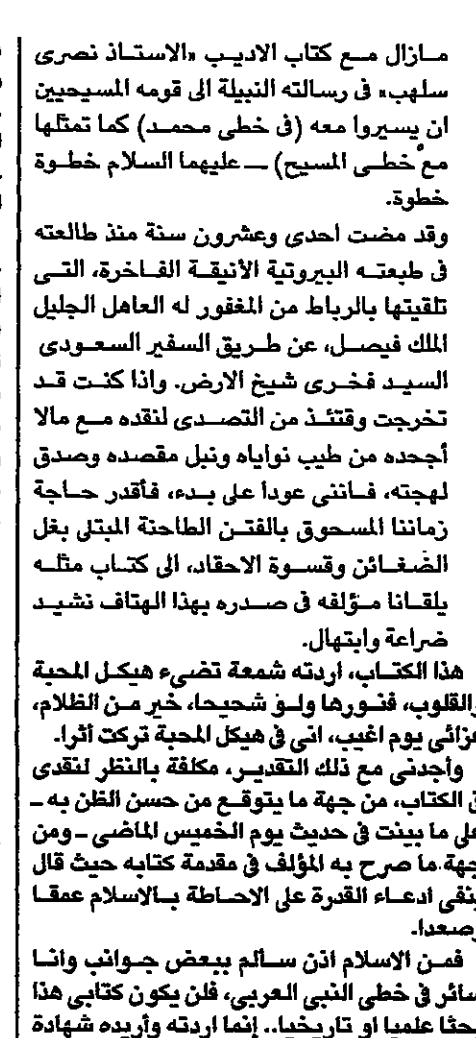 مازال مع كتاب الاديب «الاستاذ نصرى
سلهب» فى رسالته النبيلة الى قومه المسيحيين
ان يسيروا معه (فى خطى محمد) كما تمثلها
مع خطى المسيح) ــ عليهما السلام خطوة
خطوة.
وقد مضت احدى وعشرون سنة منذ طالعته
فى طبعته البيروتية الأنيقة الفاخرة، التى
تلقيتها بالرباط من المغفور له العاهل الجليل
الملك فيصل، عن طريق السفير السعودى
السيد فخرى شيخ الارض. واذا كنت قد
تخرجت وقتئذ من التصدى لنقده مع مالا
أجحده من طيب نواياه ونبل مقصده وصدق
لهجته، فاننى عودا على بدء، فأقدر حاجة
زماننا المسحوق بالفتن الطاحنة المبتلى بغل
الضغائن وقسوة الاحقاد، الى كتاب مثله
يلقانا مؤلفه فى صدره بهذا الهتاف نشيد
ضراعة وابتهال.
هذا الكتاب، اردته شمعة تضىء هيكل المحبة
والقلوب، فنورها ولو شحيحا، خير من الظلام،
عزائى يوم اغيب، انى فى هيكل المحبة تركت أثرا.
وأجدنى مع ذلك التقدير، مكلفة بالنظر لنقدى
الكتاب، من جهة ما يتوقع من حسن الظن به ــ
على ما بينت فى حديث يوم الخميس الماضى ــ ومن
جهة ما صرح به المؤلف فى مقدمة كتابه حيث قال
ينفى ادعاء القدرة على الاحاطة بالاسلام عمقا
وصعدا.
فمن الاسلام اذن سألم ببعض جوانب وانا
سائر فى خطى النبى العربى، فلن يكون كتابى هذا
بحثا علميا او تاريخيا.. إنما اردته وأريده شهادة